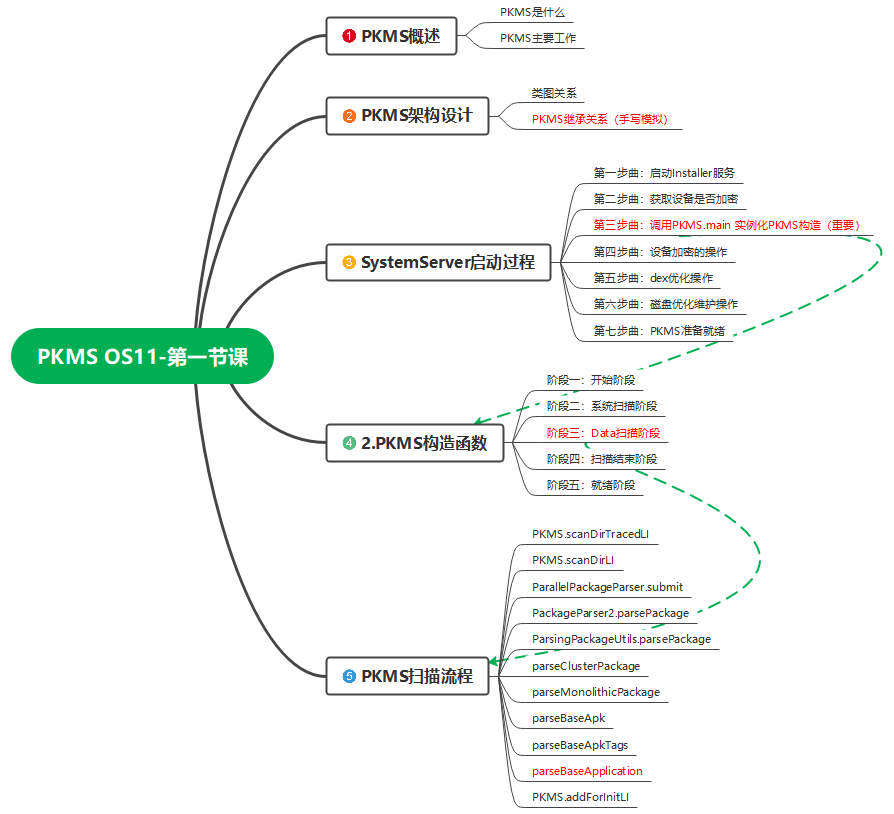 PKMS OS11-第一节课
1 PKMS概述
PKMS是什么
PKMS主要工作
2 PKMS架构设计
类图关系
PKMS继承关系（手写模拟）
3 SystemServer启动过程
第一步曲：启动Installer服务
第二步曲：获取设备是否加密
第三步曲：调用PKMS.main 实例化PKMS构造（重要）
第四步曲：设备加密的操作
第五步曲：dex优化操作
第六步曲：磁盘优化维护操作
第七步曲：PKMS准备就绪
4 2.PKMS构造函数
阶段一：开始阶段
阶段二：系统扫描阶段
阶段三：Data扫描阶段
阶段四：扫描结束阶段
阶段五：就绪阶段
5 PKMS扫描流程
PKMS.scanDirTracedLI
PKMS.scanDirLI
ParallelPackageParser.submit
PackageParser2.parsePackage
ParsingPackageUtils.parsePackage
parseClusterPackage
parseMonolithicPackage
parseBaseApk
parseBaseApkTags
parseBaseApplication
PKMS.addForInitLI